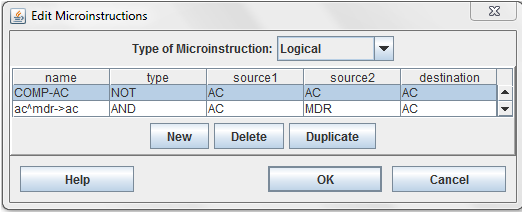 Edit Microinstructions
Type of Microinstruction: Logical
name type source1 source2 destination
COMP-AC NOT AC AC AC
ac^mdr->ac AND AC MDR AC
New Delete Duplicate
Help OK Cancel